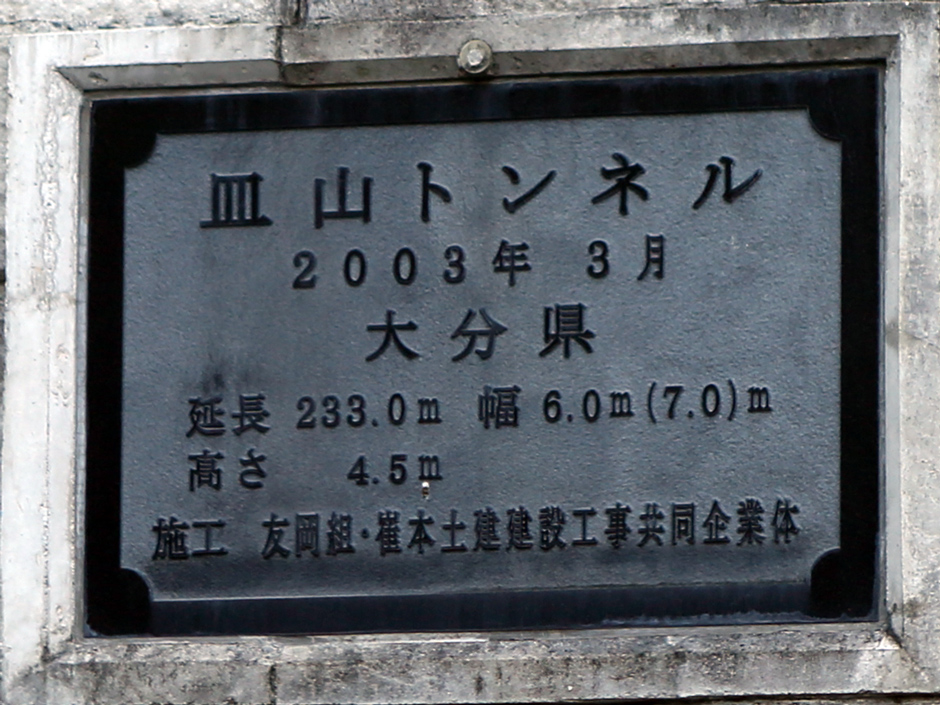 皿山トンネル
2003年 3月
大分県
延長 233.0m 幅 6.0m(7.0)m
高さ 4.5m
施工 友岡組・崔本土建建設工事共同企業体